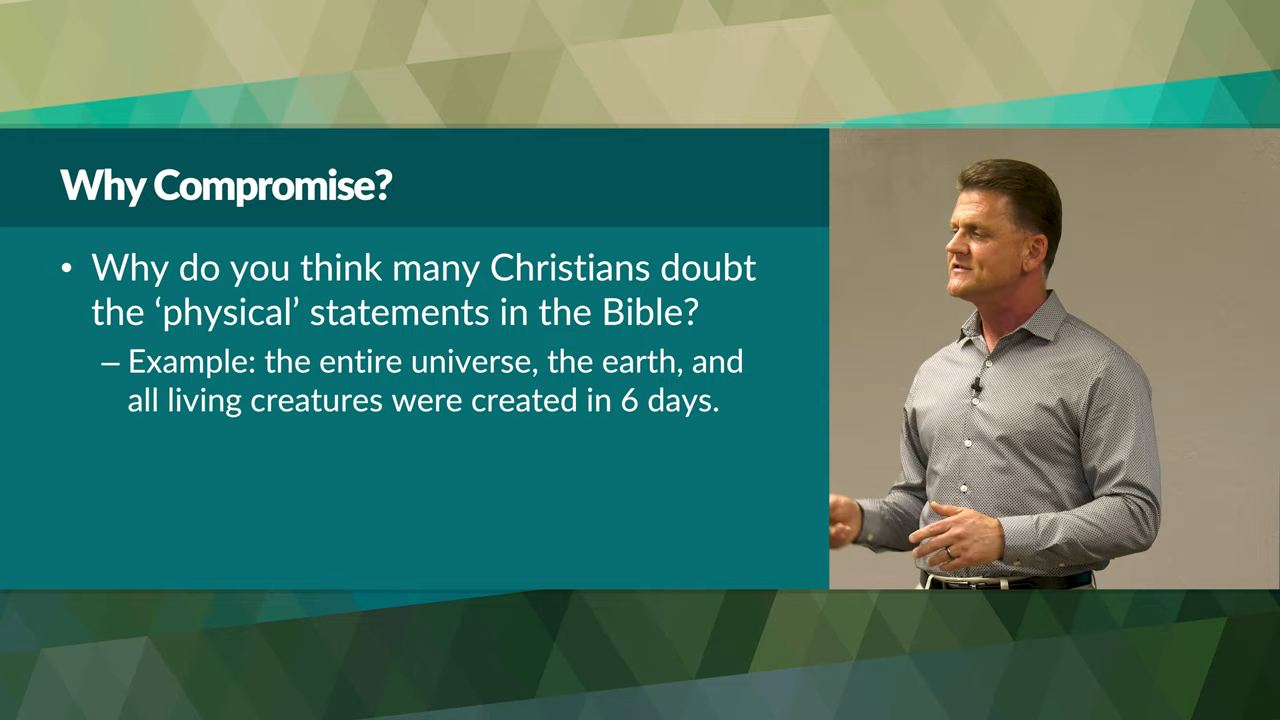 Why Compromise?
• Why do you think many Christians doubt
the ‘physical’ statements in the Bible?
– Example: the entire universe, the earth, and
all living creatures were created in 6 days.